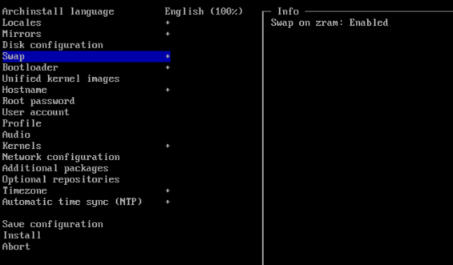 Archinstall language English (100%)
Locales +
Mirrors +
Disk configuration
Swap +
Bootloader +
Unified kernel images
Hostname +
Root password
User account
Profile
Audio
Kernels +
Network configuration
Additional packages
Optional repositories
Timezone +
Automatic time sync (NTP) +
Save configuration
Install
Abort
Info
Swap on zram: Enabled